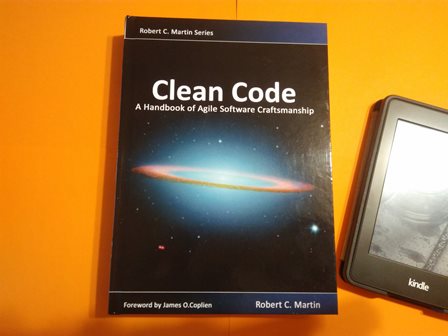 Robert C. Martin Series
Clean Code
A Handbook of Agile Software Craftsmanship
Foreword by James O.Coplien
Robert C. Martin
kindle